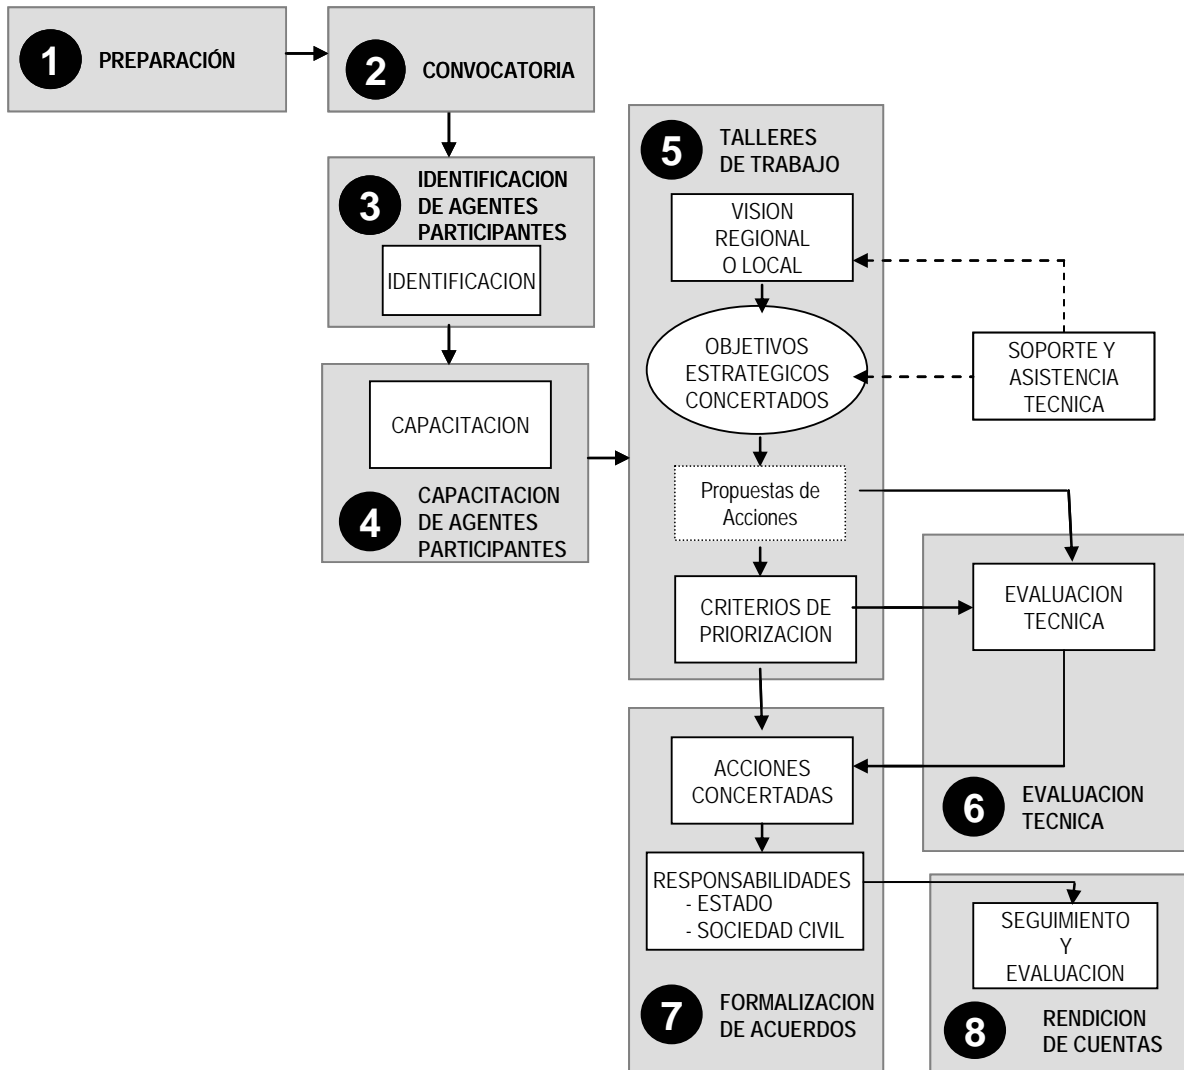 1
PREPARACIÓN
2
CONVOCATORIA
3
IDENTIFICACION
DE AGENTES
PARTICIPANTES
IDENTIFICACION
CAPACITACION
4
CAPACITACION
DE AGENTES
PARTICIPANTES
5
TALLERES
DE TRABAJO
VISION
REGIONAL
O LOCAL
OBJETIVOS
ESTRATEGICOS
CONCERTADOS
SOPORTE Y
ASISTENCIA
TECNICA
Propuestas de
Acciones
CRITERIOS DE
PRIORIZACION
EVALUACION
TECNICA
6
EVALUACION
TECNICA
ACCIONES
CONCERTADAS
RESPONSABILIDADES
- ESTADO
- SOCIEDAD CIVIL
7
FORMALIZACION
DE ACUERDOS
SEGUIMIENTO
Y
EVALUACION
8
RENDICION
DE CUENTAS